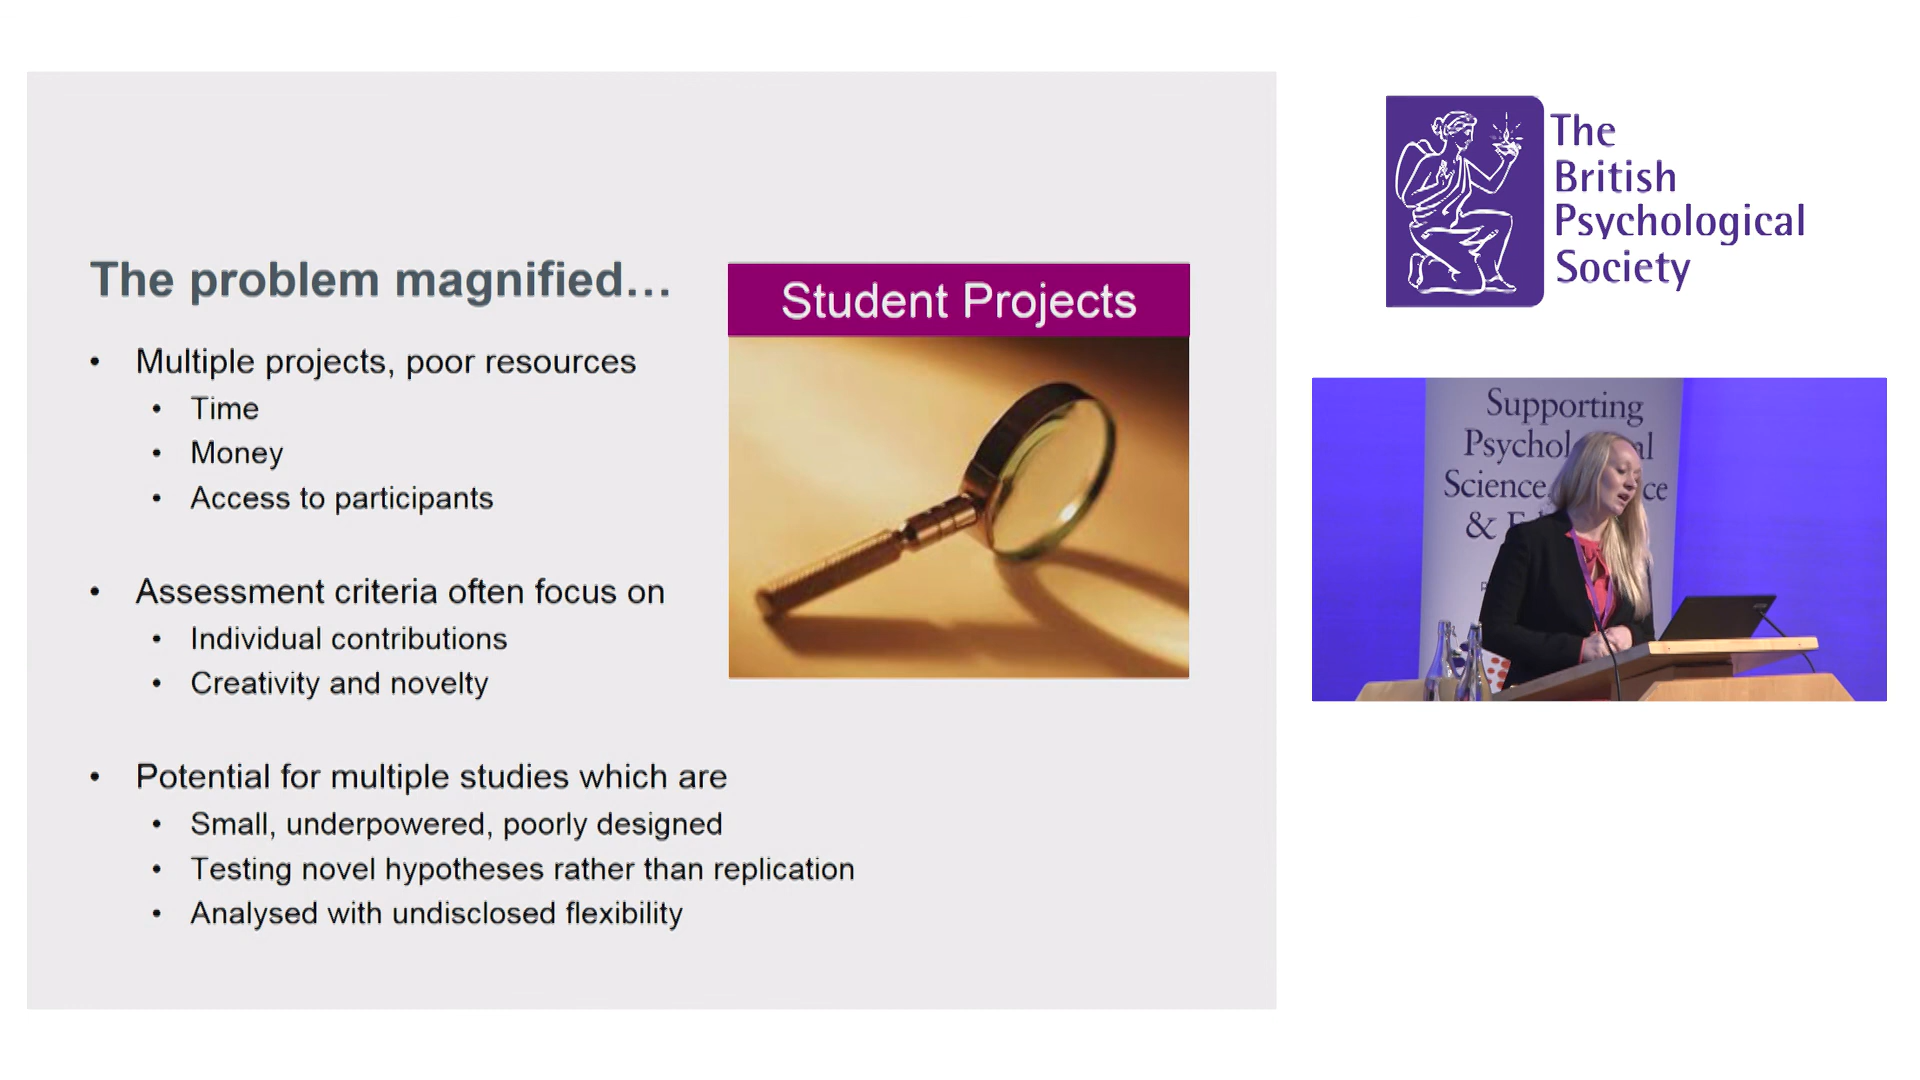 The problem magnified...
• Multiple projects, poor resources
• Time
• Money
• Access to participants
• Assessment criteria often focus on
• Individual contributions
• Creativity and novelty
• Potential for multiple studies which are
• Small, underpowered, poorly designed
• Testing novel hypotheses rather than replication
• Analysed with undisclosed flexibility
Student Projects
The
British
Psychological
Society
Supporting
Science
&